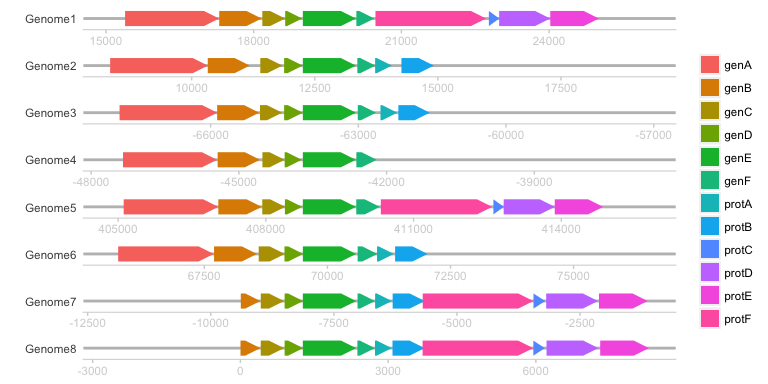 Genome1
15000 18000 21000 24000
Genome2
10000 12500 15000 17500
Genome3
-66000 -63000 -60000 -57000
Genome4
-48000 -45000 -42000 -39000
Genome5
405000 408000 411000 414000
Genome6
67500 70000 72500 75000
Genome7
-12500 -10000 -7500 -5000 -2500
Genome8
-3000 0 3000 6000
genA
genB
genC
genD
genE
genF
protA
protB
protC
protD
protE
protF